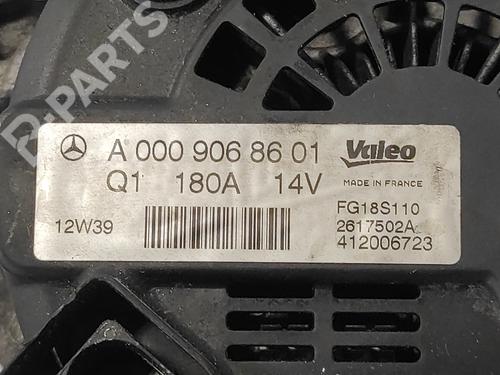 A 000 906 86 01
Valeo
Q1 180A 14V
MADE IN FRANCE
12W39
FG18S110
2617502A
412006723
B-PARTS